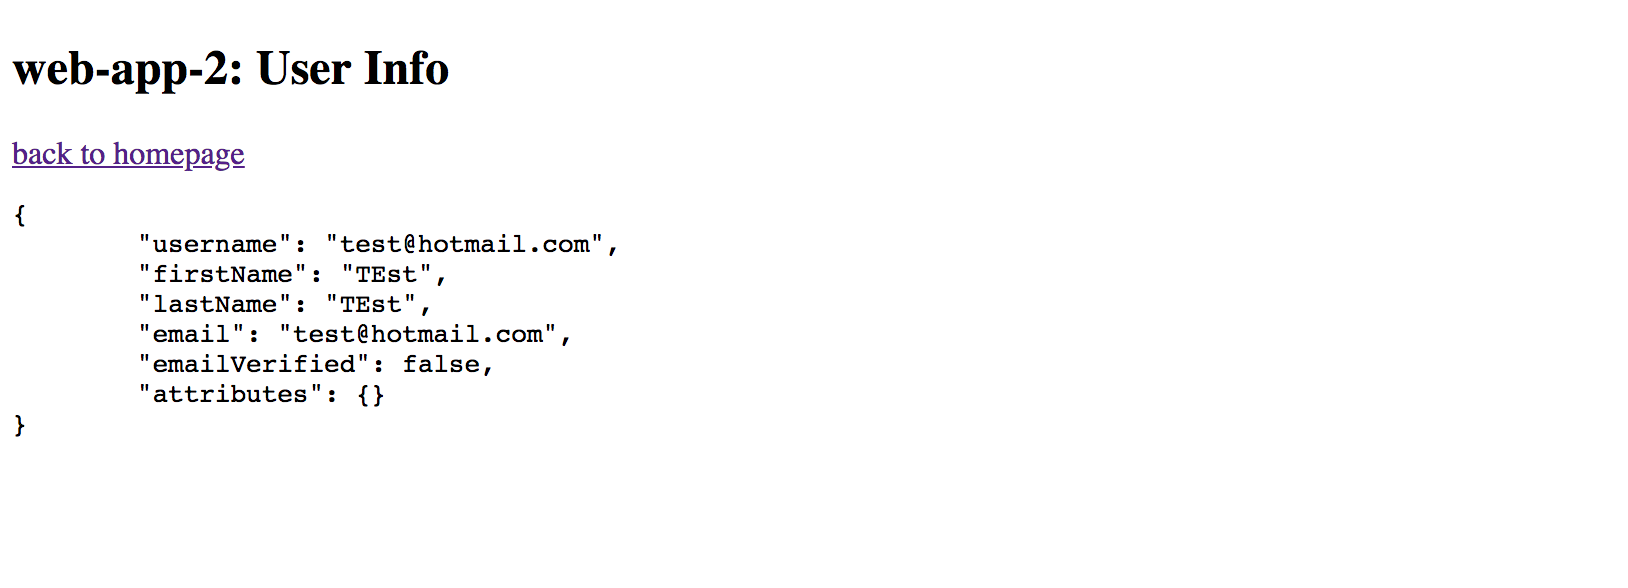 web-app-2: User Info
back to homepage
{
"username": "test@hotmail.com",
"firstName": "TEst",
"lastName": "TEst",
"email": "test@hotmail.com",
"emailVerified": false,
"attributes": {}
}